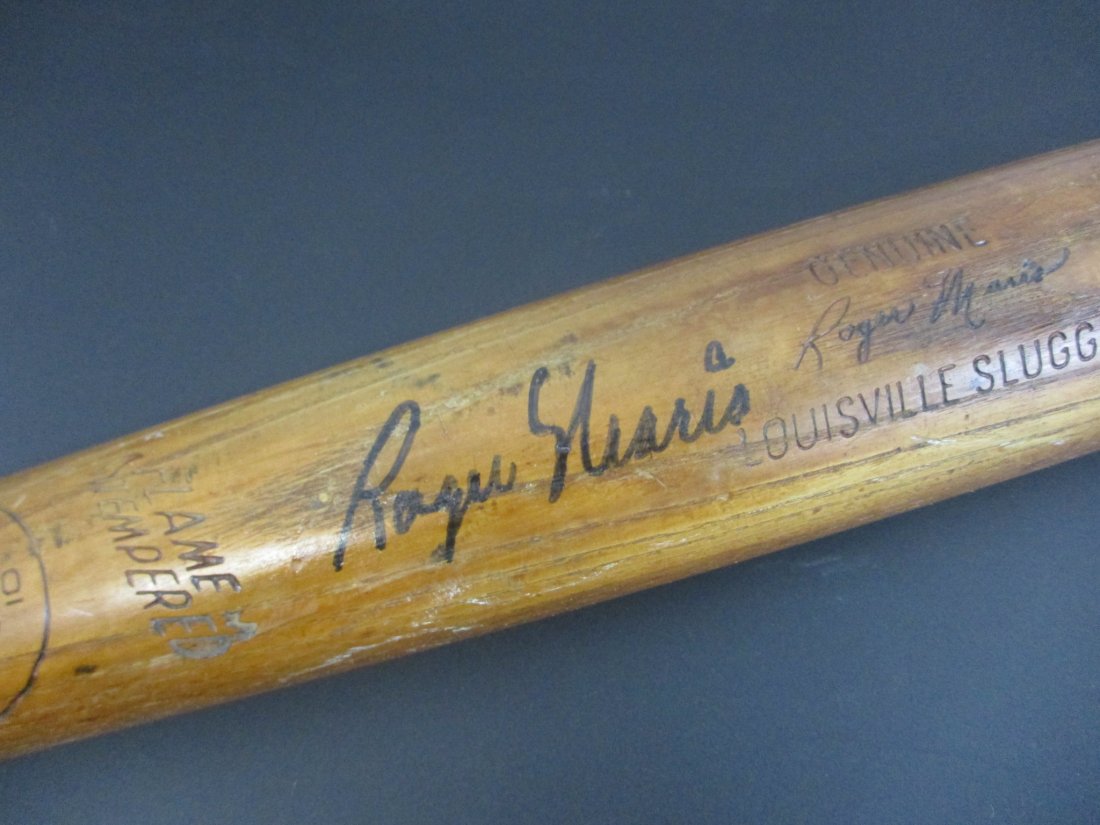 FLAME
TEMPERED
Roger Maris
GENUINE
Roger Maris
LOUISVILLE SLUGG